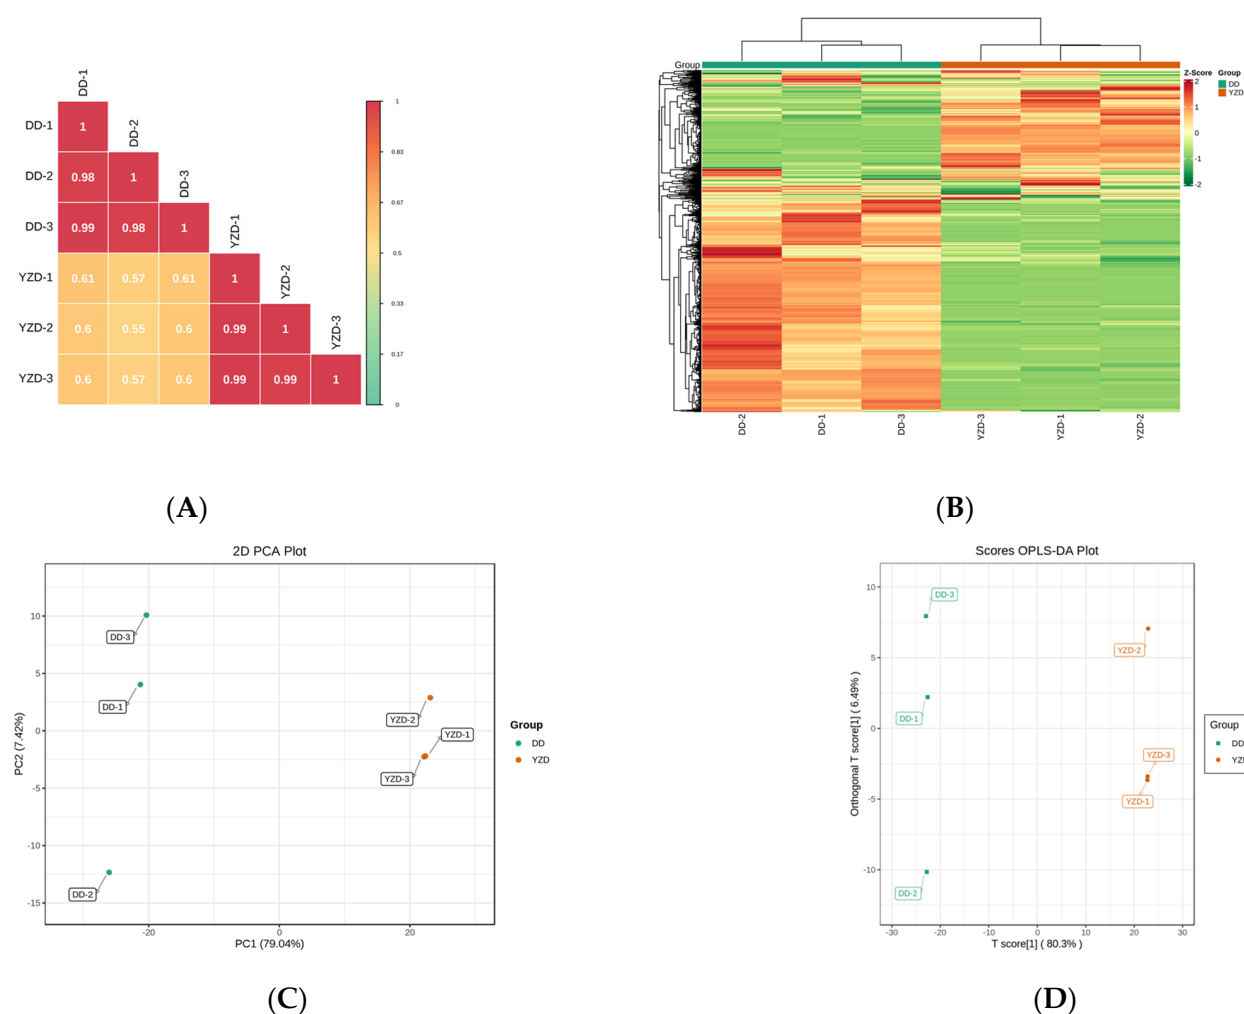 DD-1
DD-2
DD-3
YZD-1
YZD-2
YZD-3
DD-1 1
DD-2 0.98 1
DD-3 0.99 0.98 1
YZD-1 0.61 0.57 0.61 1
YZD-2 0.6 0.55 0.6 0.99 1
YZD-3 0.6 0.57 0.6 0.99 0.99 1
1
0.83
0.67
0.5
0.33
0.17
0
(A)
Group
Z-Score Group
2
1
0
-1
-2
DD
YZD
DD-2 DD-1 DD-3 YZD-3 YZD-1 YZD-2
(B)
2D PCA Plot
PC2 (7.42%)
10
5
0
-5
-10
-15
DD-3
DD-1
YZD-2
YZD-1
YZD-3
DD-2
-20 0 20
PC1 (79.04%)
Group
DD
YZD
(C)
Scores OPLS-DA Plot
Orthogonal T score[1] ( 6.49% )
10
5
0
-5
-10
DD-3
YZD-2
DD-1
YZD-3
YZD-1
DD-2
-30 -20 -10 0 10 20 30
T score[1] ( 80.3% )
Group
DD
(D)